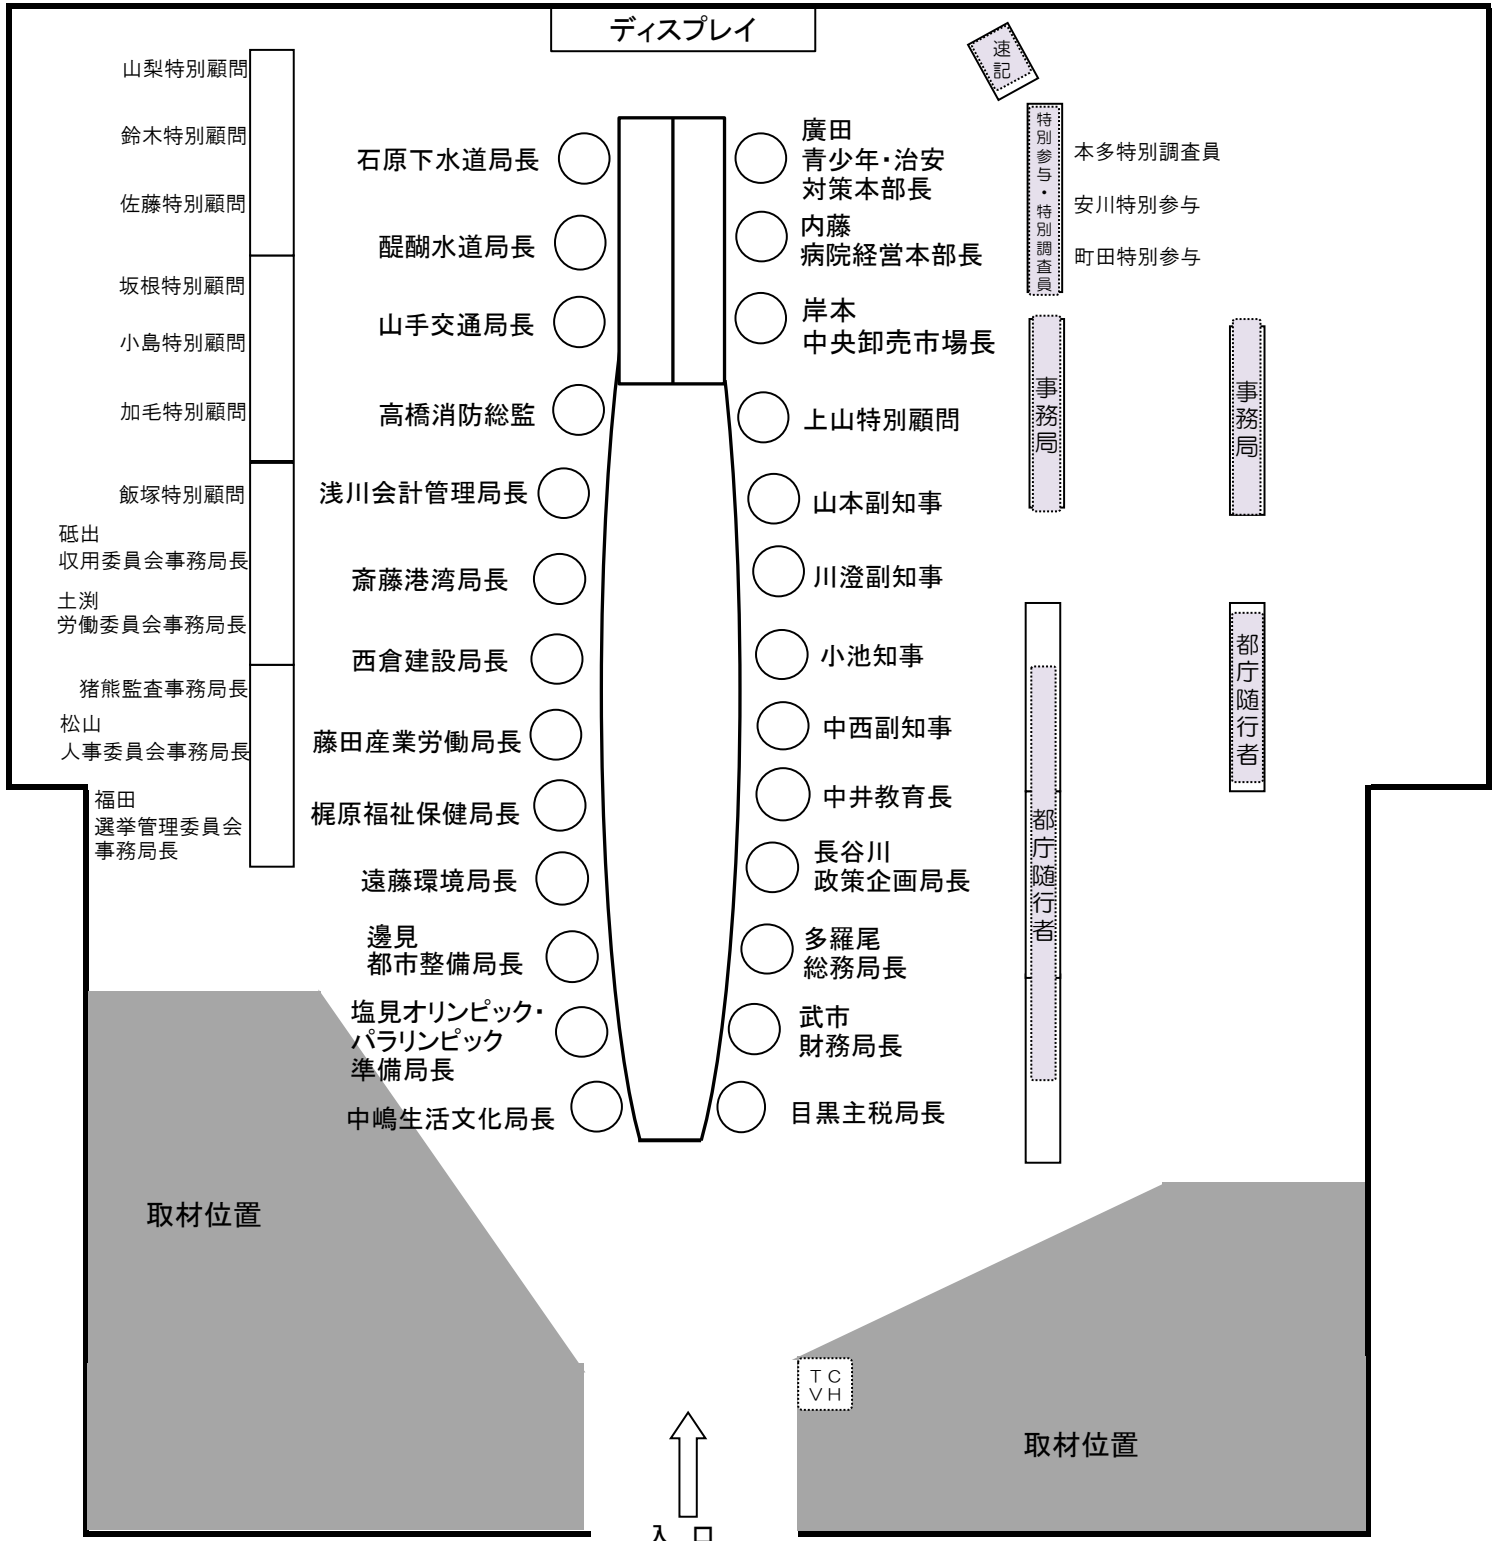 ディスプレイ
速記
山梨特別顧問
鈴木特別顧問
佐藤特別顧問
坂根特別顧問
小島特別顧問
加毛特別顧問
飯塚特別顧問
砥出
収用委員会事務局長
土渕
労働委員会事務局長
猪熊監査事務局長
松山
人事委員会事務局長
福田
選挙管理委員会
事務局長
石原下水道局長
醍醐水道局長
山手交通局長
高橋消防総監
浅川会計管理局長
斎藤港湾局長
西倉建設局長
藤田産業労働局長
梶原福祉保健局長
遠藤環境局長
邊見
都市整備局長
塩見オリンピック・
パラリンピック
準備局長
中嶋生活文化局長
廣田
青少年・治安
対策本部長
内藤
病院経営本部長
岸本
中央卸売市場長
上山特別顧問
山本副知事
川澄副知事
小池知事
中西副知事
中井教育長
長谷川
政策企画局長
多羅尾
総務局長
武市
財務局長
目黒主税局長
特別参与・特別調査員
本多特別調査員
安川特別参与
町田特別参与
事務局
事務局
都庁随行者
都庁随行者
取材位置
TC
VH
取材位置
入 口